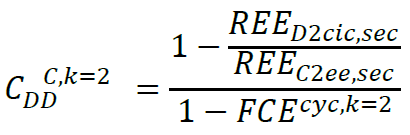 C_{DD}^{C,k=2} = \frac{1 - \frac{REE_{D2cic,sec}}{REE_{C2ee,sec}}}{1 - FCE^{cyc,k=2}}